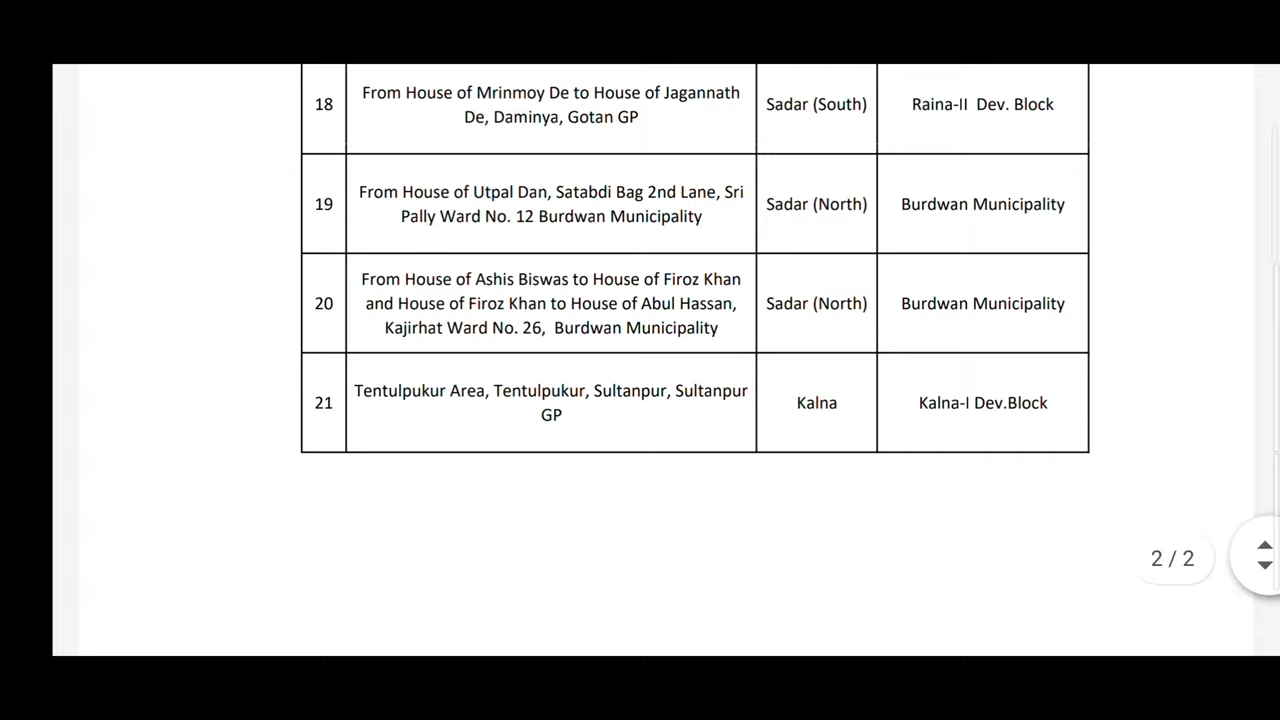 18
From House of Mrinmoy De to House of Jagannath
De, Daminya, Gotan GP
Sadar (South)
Raina-II  Dev. Block
19
From House of Utpal Dan, Satabdi Bag 2nd Lane, Sri
Pally Ward No. 12 Burdwan Municipality
Sadar (North)
Burdwan Municipality
20
From House of Ashis Biswas to House of Firoz Khan
and House of Firoz Khan to House of Abul Hassan,
Kajirhat Ward No. 26,  Burdwan Municipality
Sadar (North)
Burdwan Municipality
21
Tentulpukur Area, Tentulpukur, Sultanpur, Sultanpur
GP
Kalna
Kalna-I Dev.Block
2 / 2